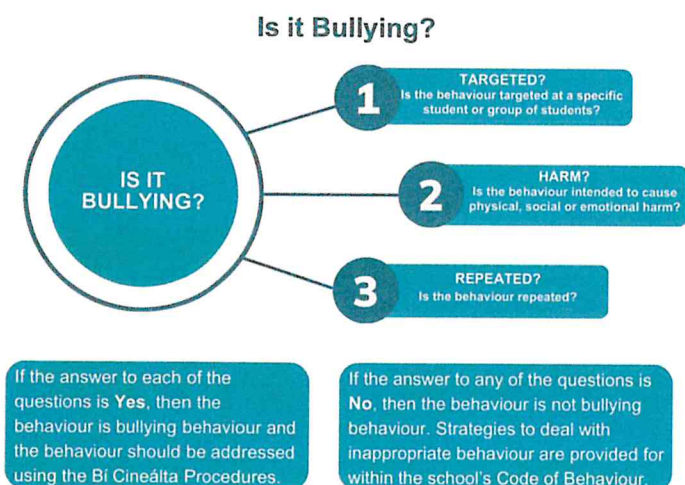 Is it Bullying?
IS IT
BULLYING?
1
TARGETED?
Is the behaviour targeted at a specific
student or group of students?
2
HARM?
Is the behaviour intended to cause
physical, social or emotional harm?
3
REPEATED?
Is the behaviour repeated?
If the answer to each of the
questions is Yes, then the
behaviour is bullying behaviour and
the behaviour should be addressed
using the Bí Cineálta Procedures.
If the answer to any of the questions is
No, then the behaviour is not bullying
behaviour. Strategies to deal with
inappropriate behaviour are provided for
within the school's Code of Behaviour.